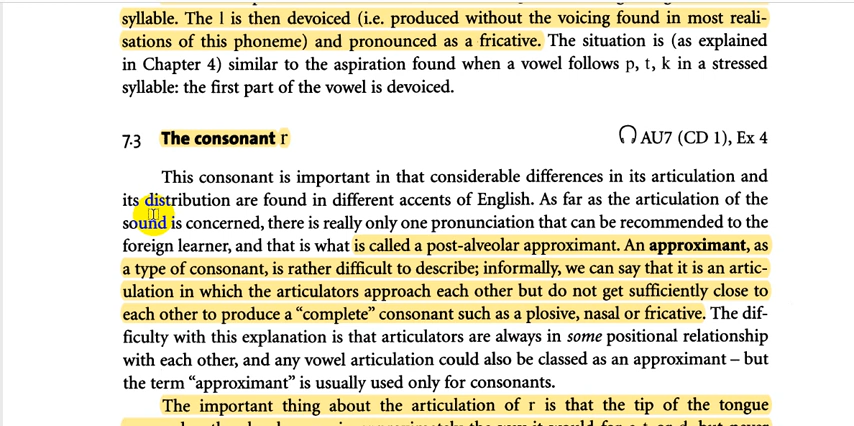 syllable. The l is then devoiced (i.e. produced without the voicing found in most reali-
sations of this phoneme) and pronounced as a fricative. The situation is (as explained
in Chapter 4) similar to the aspiration found when a vowel follows p, t, k in a stressed
syllable: the first part of the vowel is devoiced.
7.3 The consonant r AU7 (CD 1), Ex 4
This consonant is important in that considerable differences in its articulation and
its distribution are found in different accents of English. As far as the articulation of the
sound is concerned, there is really only one pronunciation that can be recommended to the
foreign learner, and that is what is called a post-alveolar approximant. An approximant, as
a type of consonant, is rather difficult to describe; informally, we can say that it is an artic-
ulation in which the articulators approach each other but do not get sufficiently close to
each other to produce a “complete” consonant such as a plosive, nasal or fricative. The dif-
ficulty with this explanation is that articulators are always in some positional relationship
with each other, and any vowel articulation could also be classed as an approximant – but
the term “approximant” is usually used only for consonants.
The important thing about the articulation of r is that the tip of the tongue